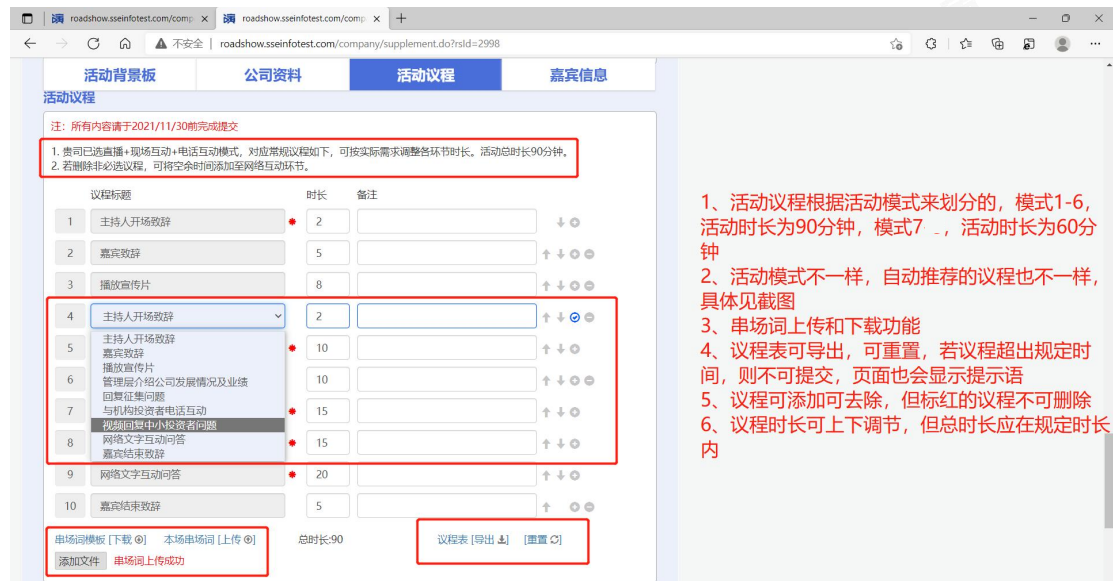 roadshow.sseinfotest.com/comp
roadshow.sseinfotest.com/comp
不安全 | roadshow.sseinfotest.com/company/supplement.do?rsId=2998
活动背景板 公司资料 活动议程 嘉宾信息
活动议程
注：所有内容请于2021/11/30前完成提交
1. 贵司已选直播+现场互动+电话互动模式，对应常规议程如下，可按实际需求调整各环节时长。活动总时长90分钟。
2. 若删除非必选议程，可将空余时间添加至网络互动环节。
议程标题 时长 备注
1 主持人开场致辞 * 2
2 嘉宾致辞 5
3 播放宣传片 8
4 主持人开场致辞 2
主持人开场致辞
嘉宾致辞
播放宣传片
管理层介绍公司发展情况及业绩
回复征集问题
与机构投资者电话互动
视频回复中小投资者问题
网络文字互动问答
嘉宾结束致辞
5 * 10
6 10
7 * 15
8 * 15
9 网络文字互动问答 * 20
10 嘉宾结束致辞 5
串场词模板 [下载] 本场串场词 [上传] 总时长:90 议程表 [导出] [重置]
添加文件 串场词上传成功
1、活动议程根据活动模式来划分的，模式1-6，
活动时长为90分钟，模式7 ，活动时长为60分
钟
2、活动模式不一样，自动推荐的议程也不一样，
具体见截图
3、串场词上传和下载功能
4、议程表可导出，可重置，若议程超出规定时
间，则不可提交，页面也会显示提示语
5、议程可添加可去除，但标红的议程不可删除
6、议程时长可上下调节，但总时长应在规定时长
内